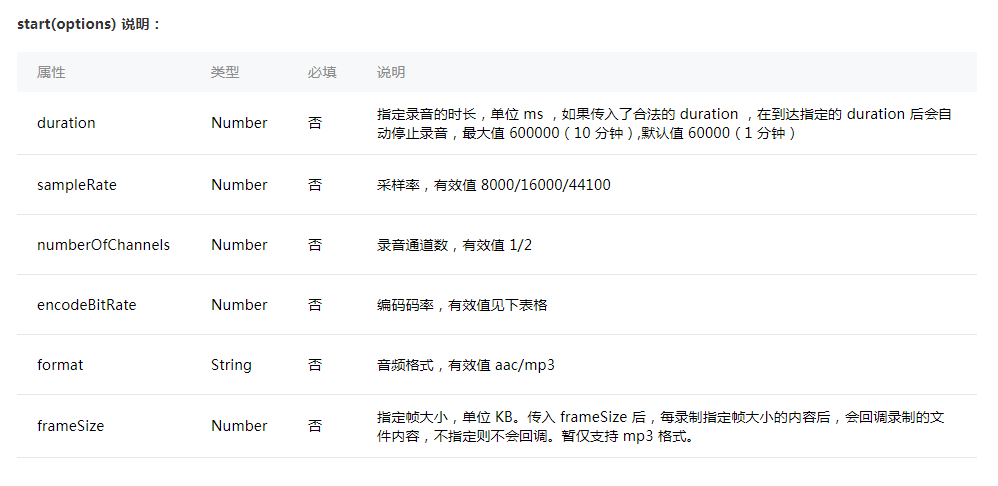 start(options) 说明：
属性 类型 必填 说明
duration Number 否 指定录音的时长，单位 ms ，如果传入了合法的 duration ，在到达指定的 duration 后会自
动停止录音，最大值 600000（ 10 分钟）,默认值 60000（ 1 分钟）
sampleRate Number 否 采样率，有效值 8000/16000/44100
numberOfChannels Number 否 录音通道数，有效值 1/2
encodeBitRate Number 否 编码码率，有效值见下表格
format String 否 音频格式，有效值 aac/mp3
frameSize Number 否 指定帧大小，单位 KB。传入 frameSize 后，每录制指定帧大小的内容后，会回调录制的文
件内容，不指定则不会回调。暂仅支持 mp3 格式。